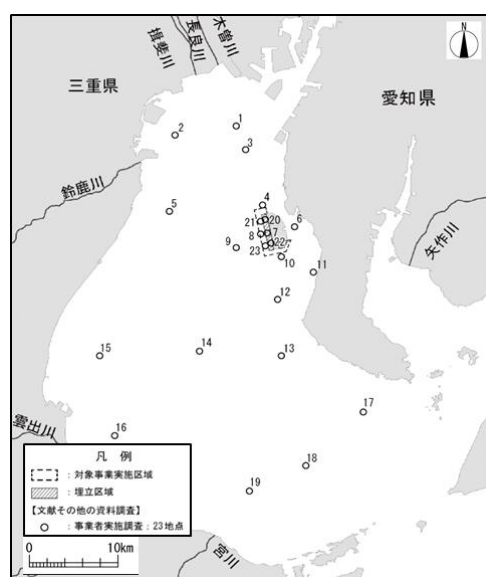 木曽川
長良川
揖斐川
N
三重県
愛知県
1
2
3
鈴鹿川
4
5
21
20
6
矢作川
8
7
9
22
23
10
11
12
14
13
15
17
雲出川
16
18
19
凡 例
：対象事業実施区域
：埋立区域
【文献その他の資料調査】
：事業者実施調査：23地点
0 10km
宮川